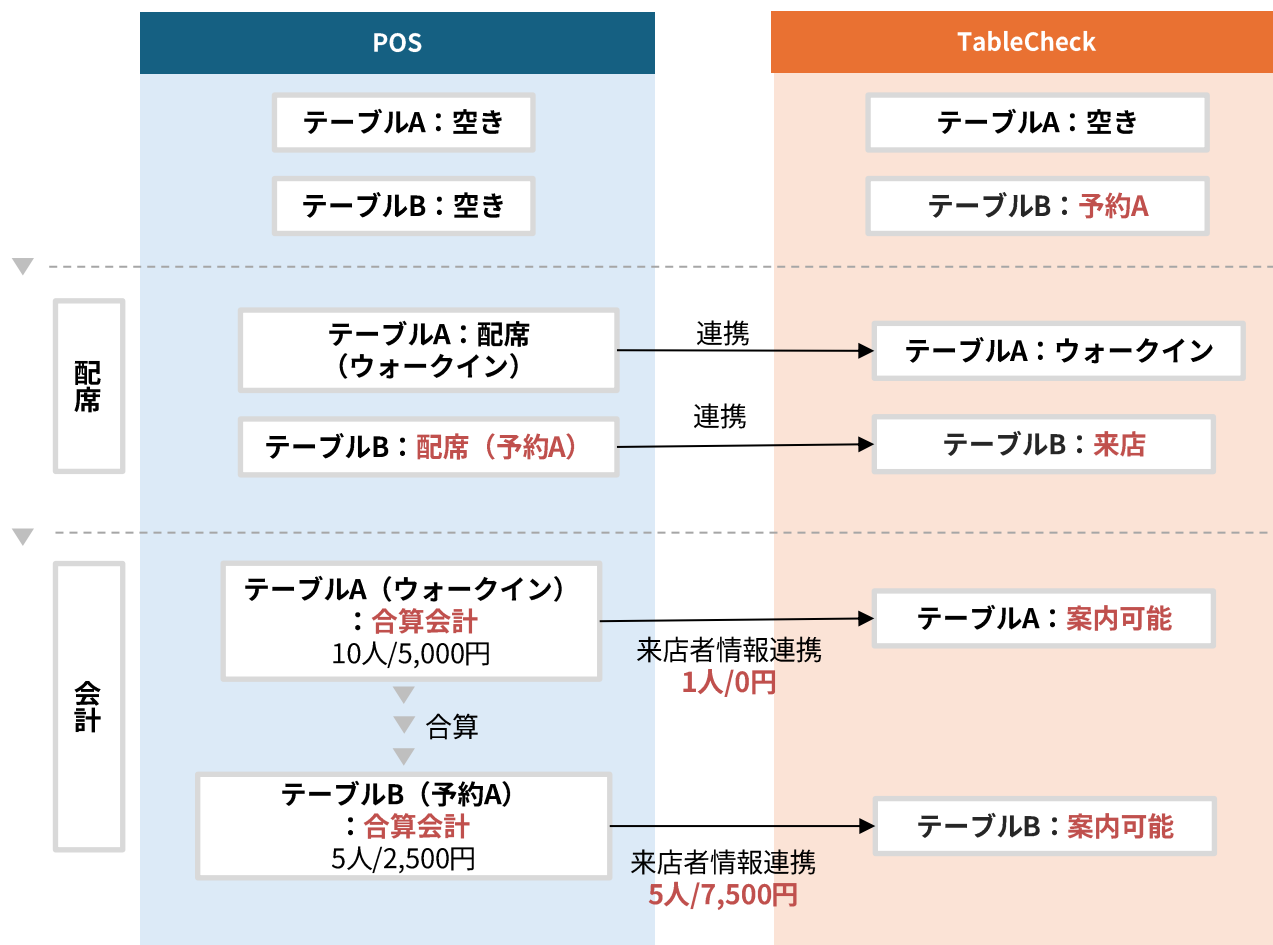 POS
TableCheck
テーブルA：空き
テーブルA：空き
テーブルB：空き
テーブルB：予約A
配席
テーブルA：配席
（ウォークイン）
連携
テーブルA：ウォークイン
テーブルB：配席（予約A）
連携
テーブルB：来店
会計
テーブルA（ウォークイン）
：合算会計
10人/5,000円
来店者情報連携
1人/0円
テーブルA：案内可能
合算
テーブルB（予約A）
：合算会計
5人/2,500円
来店者情報連携
5人/7,500円
テーブルB：案内可能